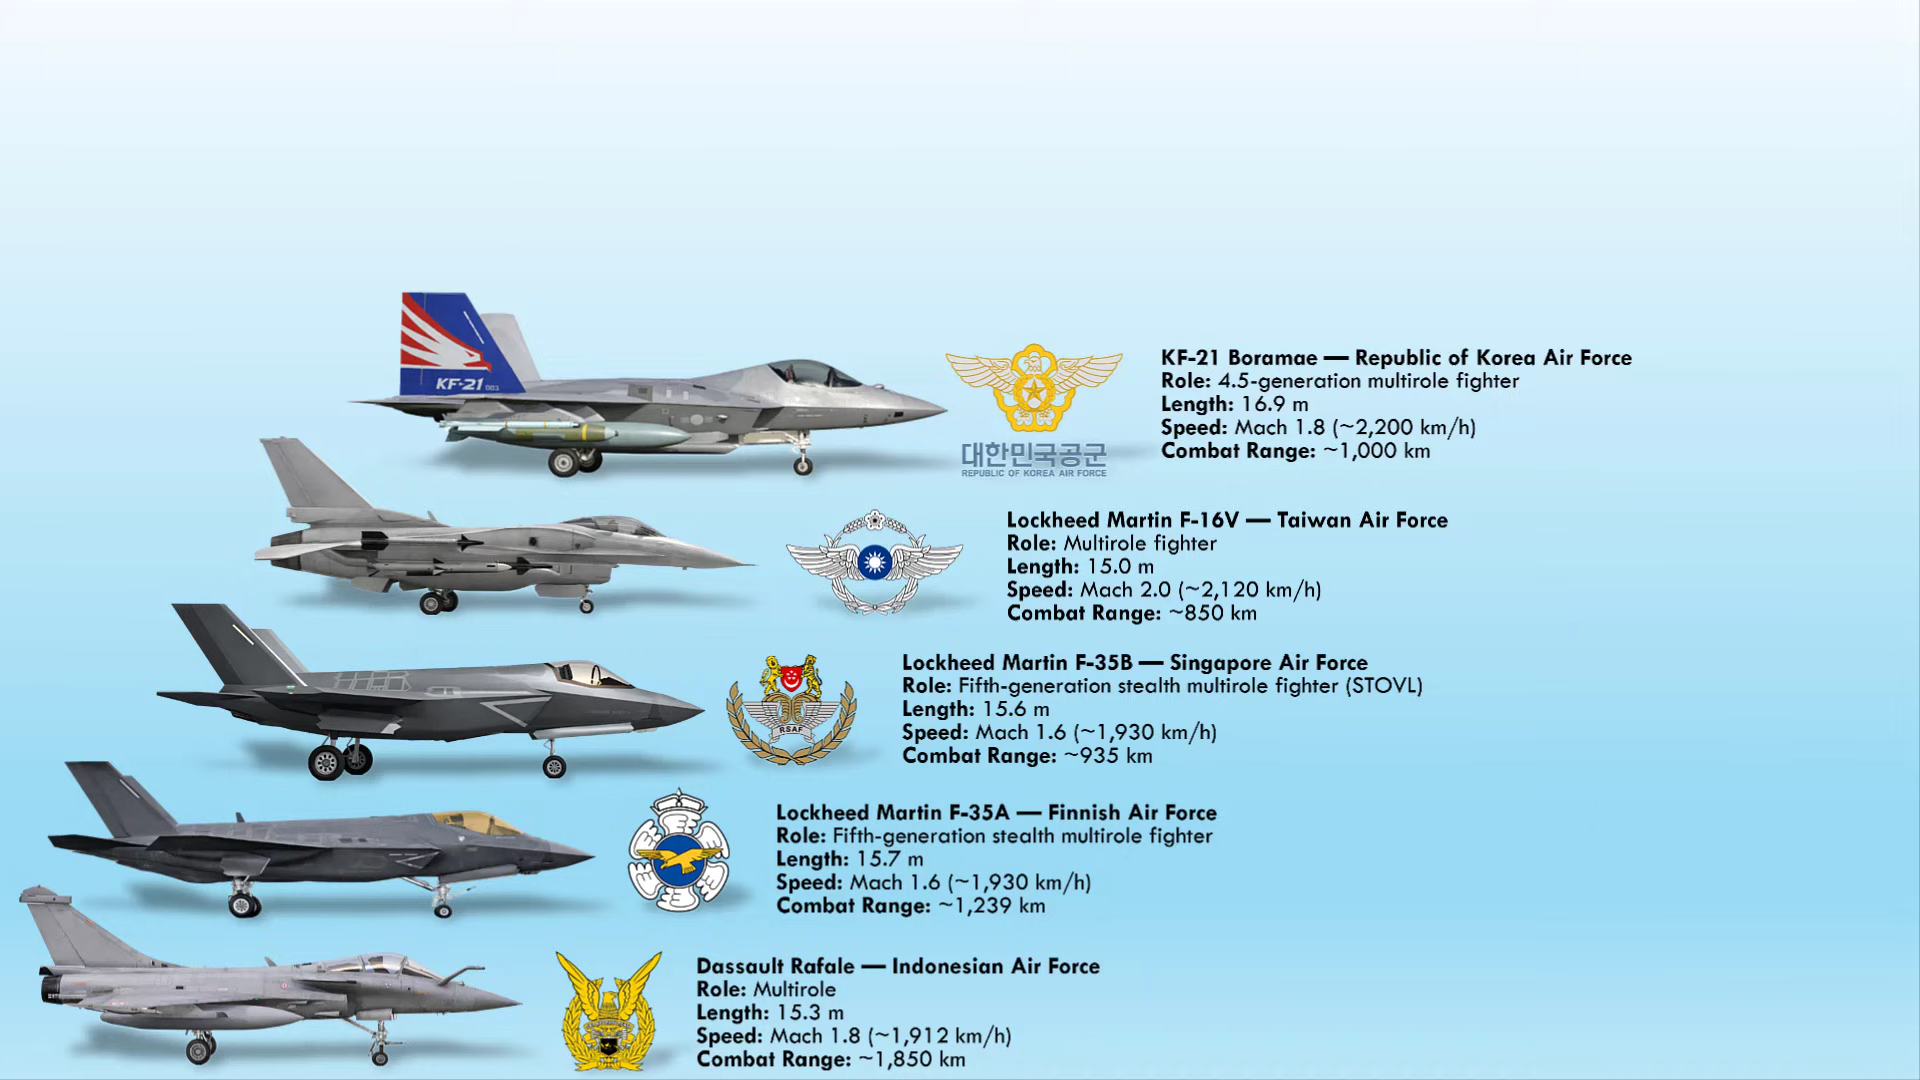 KF-21 003
대한민국공군
REPUBLIC OF KOREA AIR FORCE
KF-21 Boramae — Republic of Korea Air Force
Role: 4.5-generation multirole fighter
Length: 16.9 m
Speed: Mach 1.8 (~2,200 km/h)
Combat Range: ~1,000 km
Lockheed Martin F-16V — Taiwan Air Force
Role: Multirole fighter
Length: 15.0 m
Speed: Mach 2.0 (~2,120 km/h)
Combat Range: ~850 km
RSAF
Lockheed Martin F-35B — Singapore Air Force
Role: Fifth-generation stealth multirole fighter (STOVL)
Length: 15.6 m
Speed: Mach 1.6 (~1,930 km/h)
Combat Range: ~935 km
Lockheed Martin F-35A — Finnish Air Force
Role: Fifth-generation stealth multirole fighter
Length: 15.7 m
Speed: Mach 1.6 (~1,930 km/h)
Combat Range: ~1,239 km
Dassault Rafale — Indonesian Air Force
Role: Multirole
Length: 15.3 m
Speed: Mach 1.8 (~1,912 km/h)
Combat Range: ~1,850 km